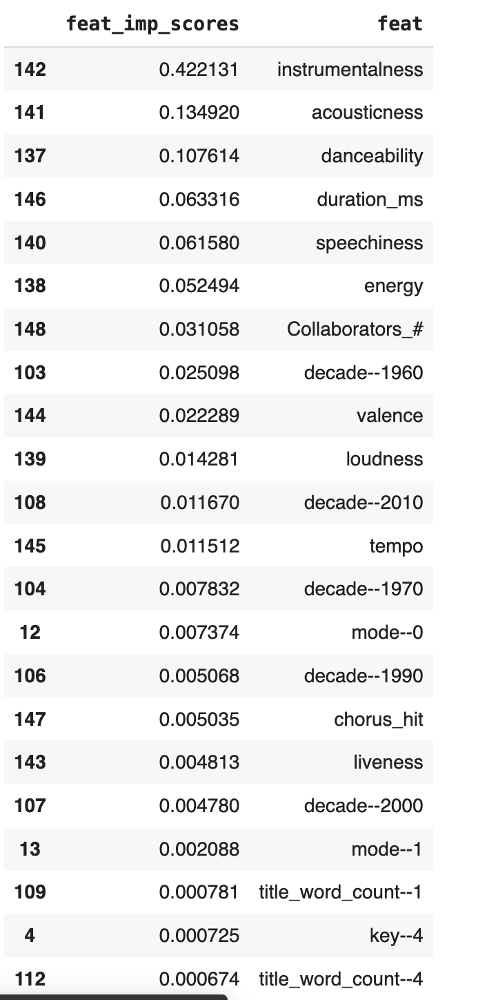 feat_imp_scores feat
142 0.422131 instrumentalness
141 0.134920 acousticness
137 0.107614 danceability
146 0.063316 duration_ms
140 0.061580 speechiness
138 0.052494 energy
148 0.031058 Collaborators_#
103 0.025098 decade--1960
144 0.022289 valence
139 0.014281 loudness
108 0.011670 decade--2010
145 0.011512 tempo
104 0.007832 decade--1970
12 0.007374 mode--0
106 0.005068 decade--1990
147 0.005035 chorus_hit
143 0.004813 liveness
107 0.004780 decade--2000
13 0.002088 mode--1
109 0.000781 title_word_count--1
4 0.000725 key--4
112 0.000674 title_word_count--4